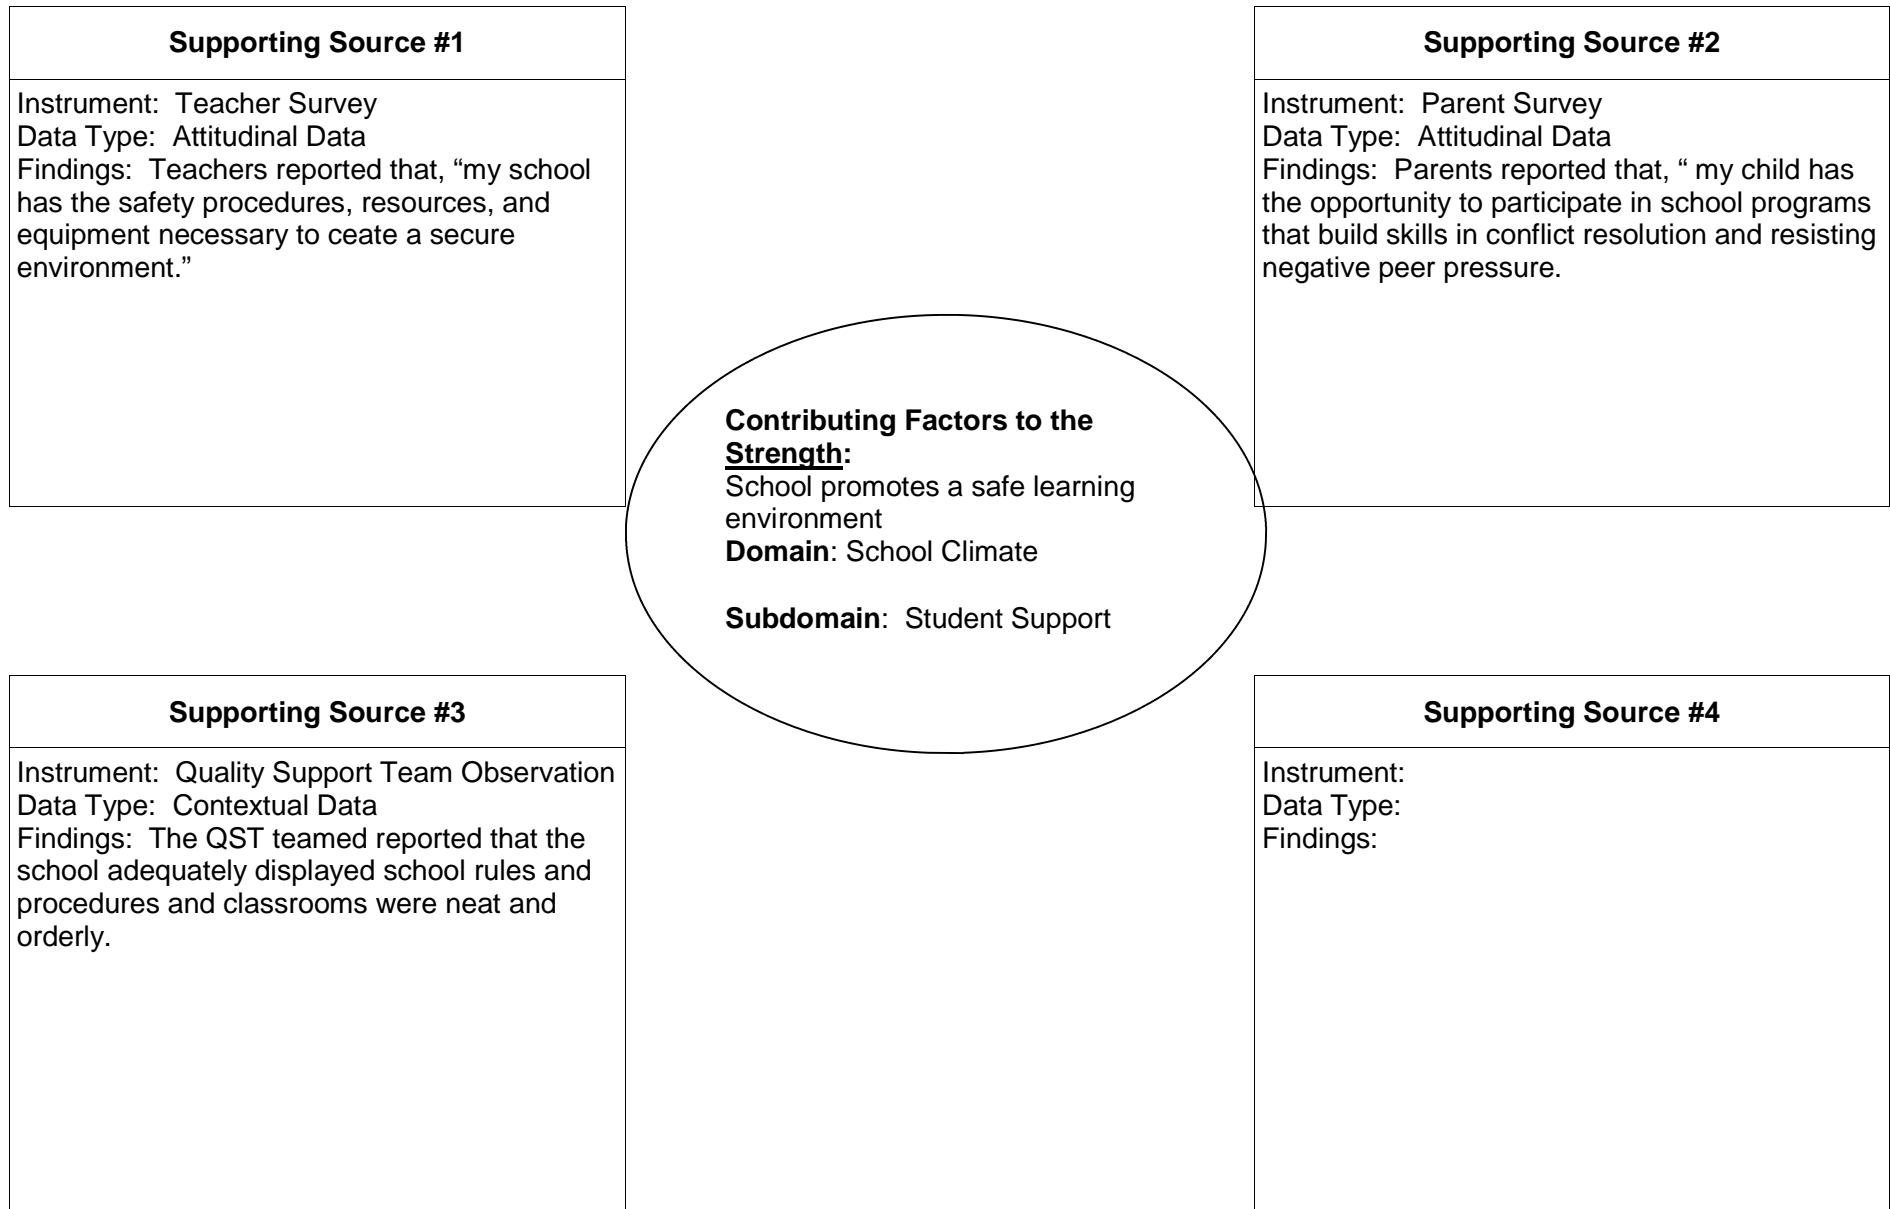 Supporting Source #1
Instrument:  Teacher Survey
Data Type:  Attitudinal Data
Findings:  Teachers reported that, “my school
has the safety procedures, resources, and
equipment necessary to ceate a secure
environment.”
Supporting Source #2
Instrument:  Parent Survey
Data Type:  Attitudinal Data
Findings:  Parents reported that, “ my child has
the opportunity to participate in school programs
that build skills in conflict resolution and resisting
negative peer pressure.
Contributing Factors to the
Strength:
School promotes a safe learning
environment
Domain: School Climate
Subdomain:  Student Support
Supporting Source #3
Instrument:  Quality Support Team Observation
Data Type:  Contextual Data
Findings:  The QST teamed reported that the
school adequately displayed school rules and
procedures and classrooms were neat and
orderly.
Supporting Source #4
Instrument:
Data Type:
Findings: